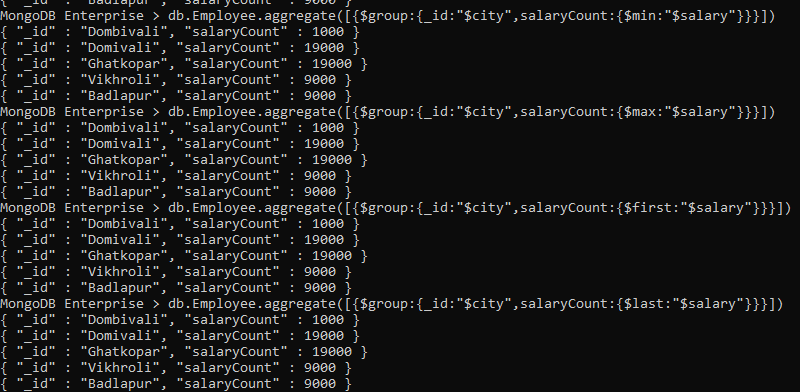 { "_id" : "Badlapur", "salaryCount" : 9000 }
MongoDB Enterprise > db.Employee.aggregate([{$group:{_id:"$city",salaryCount:{$min:"$salary"}}}])
{ "_id" : "Dombivali", "salaryCount" : 1000 }
{ "_id" : "Domivali", "salaryCount" : 19000 }
{ "_id" : "Ghatkopar", "salaryCount" : 19000 }
{ "_id" : "Vikhroli", "salaryCount" : 9000 }
{ "_id" : "Badlapur", "salaryCount" : 9000 }
MongoDB Enterprise > db.Employee.aggregate([{$group:{_id:"$city",salaryCount:{$max:"$salary"}}}])
{ "_id" : "Dombivali", "salaryCount" : 1000 }
{ "_id" : "Domivali", "salaryCount" : 19000 }
{ "_id" : "Ghatkopar", "salaryCount" : 19000 }
{ "_id" : "Vikhroli", "salaryCount" : 9000 }
{ "_id" : "Badlapur", "salaryCount" : 9000 }
MongoDB Enterprise > db.Employee.aggregate([{$group:{_id:"$city",salaryCount:{$first:"$salary"}}}])
{ "_id" : "Dombivali", "salaryCount" : 1000 }
{ "_id" : "Domivali", "salaryCount" : 19000 }
{ "_id" : "Ghatkopar", "salaryCount" : 19000 }
{ "_id" : "Vikhroli", "salaryCount" : 9000 }
{ "_id" : "Badlapur", "salaryCount" : 9000 }
MongoDB Enterprise > db.Employee.aggregate([{$group:{_id:"$city",salaryCount:{$last:"$salary"}}}])
{ "_id" : "Dombivali", "salaryCount" : 1000 }
{ "_id" : "Domivali", "salaryCount" : 19000 }
{ "_id" : "Ghatkopar", "salaryCount" : 19000 }
{ "_id" : "Vikhroli", "salaryCount" : 9000 }
{ "_id" : "Badlapur", "salaryCount" : 9000 }